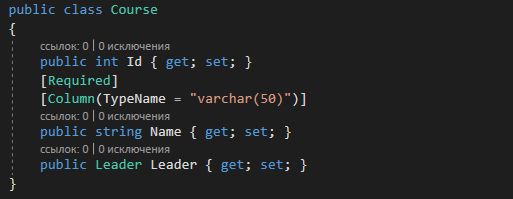 public class Course
{
ссылок: 0 | 0 исключения
public int Id { get; set; }
[Required]
[Column(TypeName = "varchar(50)")]
ссылок: 0 | 0 исключения
public string Name { get; set; }
ссылок: 0 | 0 исключения
public Leader Leader { get; set; }
}